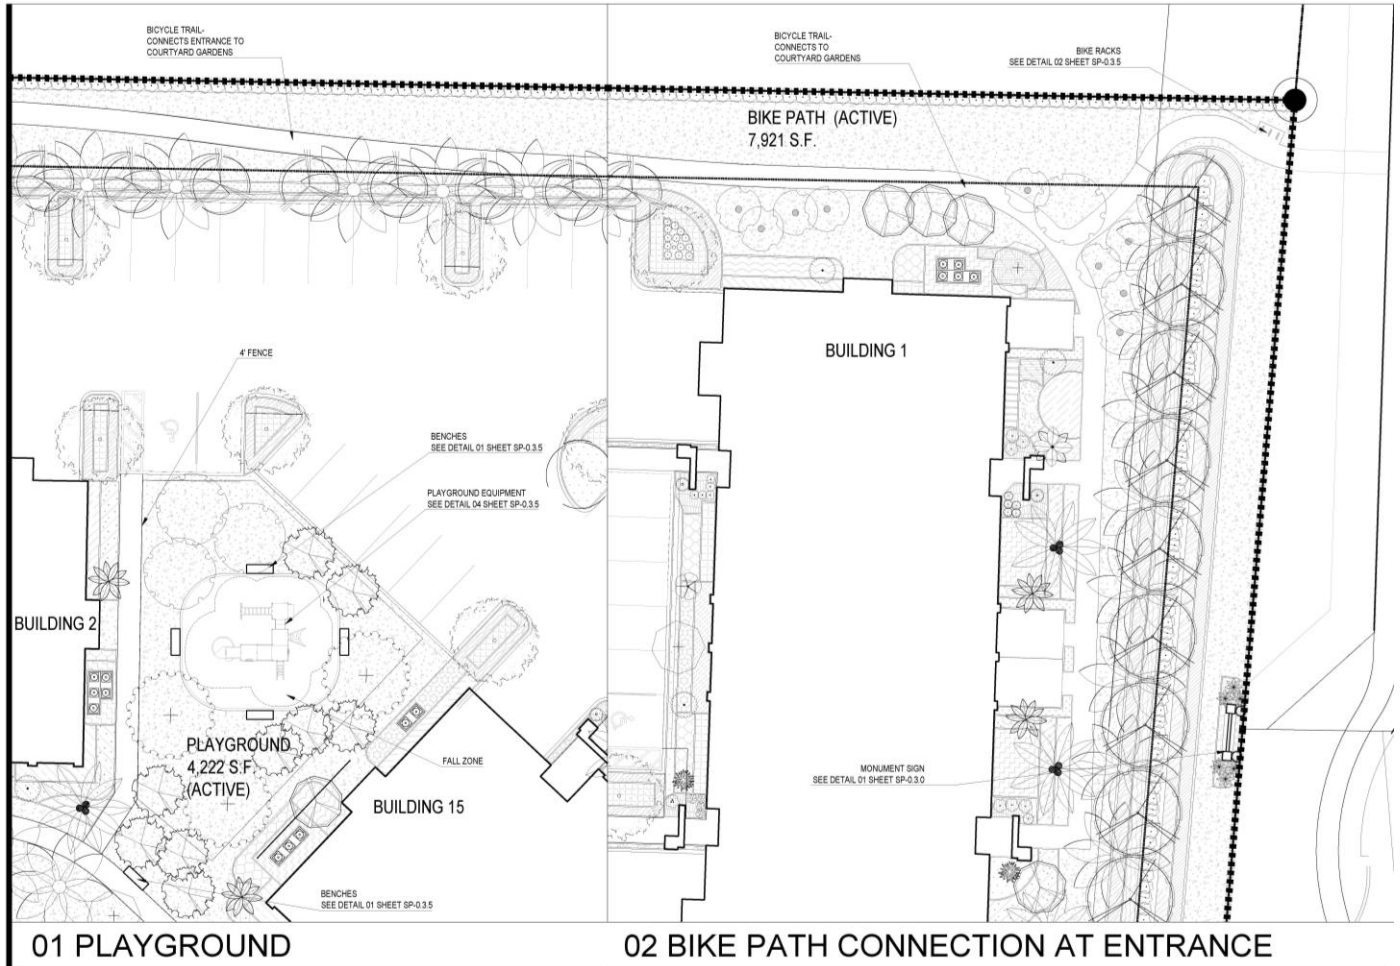 BICYCLE TRAIL-
CONNECTS ENTRANCE TO
COURTYARD GARDENS
BICYCLE TRAIL-
CONNECTS TO
COURTYARD GARDENS
BIKE RACKS
SEE DETAIL 02 SHEET SP-0.3.5
BIKE PATH (ACTIVE)
7,921 S.F.
4' FENCE
BUILDING 1
BENCHES
SEE DETAIL 01 SHEET SP-0.3.5
PLAYGROUND EQUIPMENT
SEE DETAIL 04 SHEET SP-0.3.5
BUILDING 2
PLAYGROUND
4,222 S.F.
(ACTIVE)
FALL ZONE
BUILDING 15
MONUMENT SIGN
SEE DETAIL 01 SHEET SP-0.3.0
BENCHES
SEE DETAIL 01 SHEET SP-0.3.5
01 PLAYGROUND
02 BIKE PATH CONNECTION AT ENTRANCE